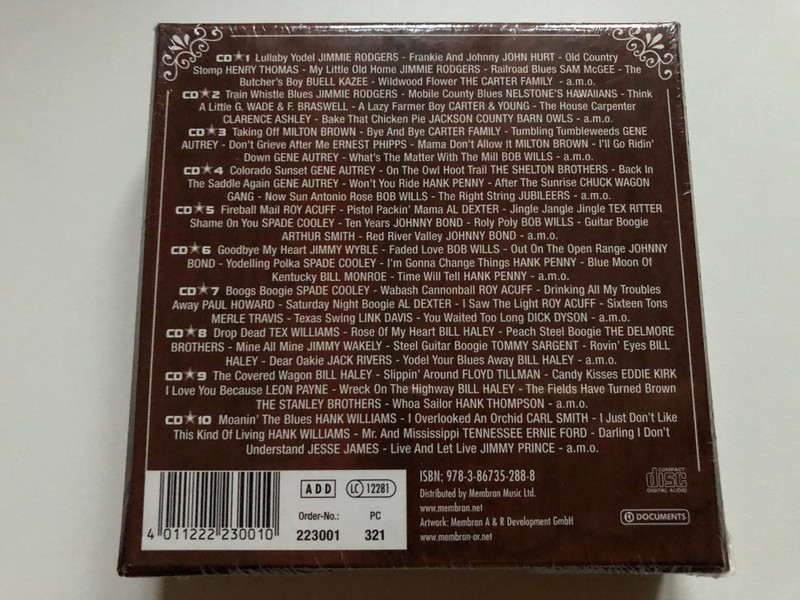 CD★1 Lullaby Yodel JIMMIE RODGERS - Frankie And Johnny JOHN HURT - Old Country
Stomp HENRY THOMAS - My Little Old Home JIMMIE RODGERS - Railroad Blues SAM McGEE - The
Butcher's Boy BUELL KAZEE - Wildwood Flower THE CARTER FAMILY - a.m.o.
CD★2 Train Whistle Blues JIMMIE RODGERS - Mobile County Blues NELSTONE'S HAWAIIANS - Think
A Little G. WADE & F. BRASWELL - A Lazy Farmer Boy CARTER & YOUNG - The House Carpenter
CLARENCE ASHLEY - Bake That Chicken Pie JACKSON COUNTY BARN OWLS - a.m.o.
CD★3 Taking Off MILTON BROWN - Bye And Bye CARTER FAMILY - Tumbling Tumbleweeds GENE
AUTREY - Don't Grieve After Me ERNEST PHIPPS - Mama Don't Allow It MILTON BROWN - I'll Go Ridin'
Down GENE AUTREY - What's The Matter With The Mill BOB WILLS - a.m.o.
CD★4 Colorado Sunset GENE AUTREY - On The Owl Hoot Trail THE SHELTON BROTHERS - Back In
The Saddle Again GENE AUTREY - Won't You Ride HANK PENNY - After The Sunrise CHUCK WAGON
GANG - Now Sun Antonio Rose BOB WILLS - The Right String JUBILEERS - a.m.o.
CD★5 Fireball Mail ROY ACUFF - Pistol Packin' Mama AL DEXTER - Jingle Jangle Jingle TEX RITTER
Shame On You SPADE COOLEY - Ten Years JOHNNY BOND - Roly Poly BOB WILLS - Guitar Boogie
ARTHUR SMITH - Red River Valley JOHNNY BOND - a.m.o.
CD★6 Goodbye My Heart JIMMY WYBLE - Faded Love BOB WILLS - Out On The Open Range JOHNNY
BOND - Yodelling Polka SPADE COOLEY - I'm Gonna Change Things HANK PENNY - Blue Moon Of
Kentucky BILL MONROE - Time Will Tell HANK PENNY - a.m.o.
CD★7 Boogs Boogie SPADE COOLEY - Wabash Cannonball ROY ACUFF - Drinking All My Troubles
Away PAUL HOWARD - Saturday Night Boogie AL DEXTER - I Saw The Light ROY ACUFF - Sixteen Tons
MERLE TRAVIS - Texas Swing LINK DAVIS - You Waited Too Long DICK DYSON - a.m.o.
CD★8 Drop Dead TEX WILLIAMS - Rose Of My Heart BILL HALEY - Peach Steel Boogie THE DELMORE
BROTHERS - Mine All Mine JIMMY WAKELY - Steel Guitar Boogie TOMMY SARGENT - Rovin' Eyes BILL
HALEY - Dear Oakie JACK RIVERS - Yodel Your Blues Away BILL HALEY - a.m.o.
CD★9 The Covered Wagon BILL HALEY - Slippin' Around FLOYD TILLMAN - Candy Kisses EDDIE KIRK
I Love You Because LEON PAYNE - Wreck On The Highway BILL HALEY - The Fields Have Turned Brown
THE STANLEY BROTHERS - Whoa Sailor HANK THOMPSON - a.m.o.
CD★10 Moanin' The Blues HANK WILLIAMS - I Overlooked An Orchid CARL SMITH - I Just Don't Like
This Kind Of Living HANK WILLIAMS - Mr. And Mississippi TENNESSEE ERNIE FORD - Darling I Don't
Understand JESSE JAMES - Live And Let Live JIMMY PRINCE - a.m.o.
4 011222 230010
ADD LC 12281
Order-No.: PC
223001 321
ISBN: 978-3-86735-288-8
Distributed by Membran Music Ltd.
www.membran.net
Artwork: Membran A & R Development GmbH
www.membran-ar.net
COMPACT
disc
DIGITAL AUDIO
DOCUMENTS